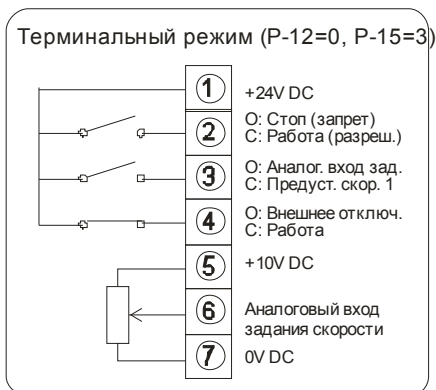 Терминальный режим (P-12=0, P-15=3)
1 +24V DC
2 O: Стоп (запрет)
C: Работа (разреш.)
3 O: Аналог. вход зад.
C: Предуст. скор. 1
4 O: Внешнее отключ.
C: Работа
5 +10V DC
6 Аналоговый вход
задания скорости
7 0V DC